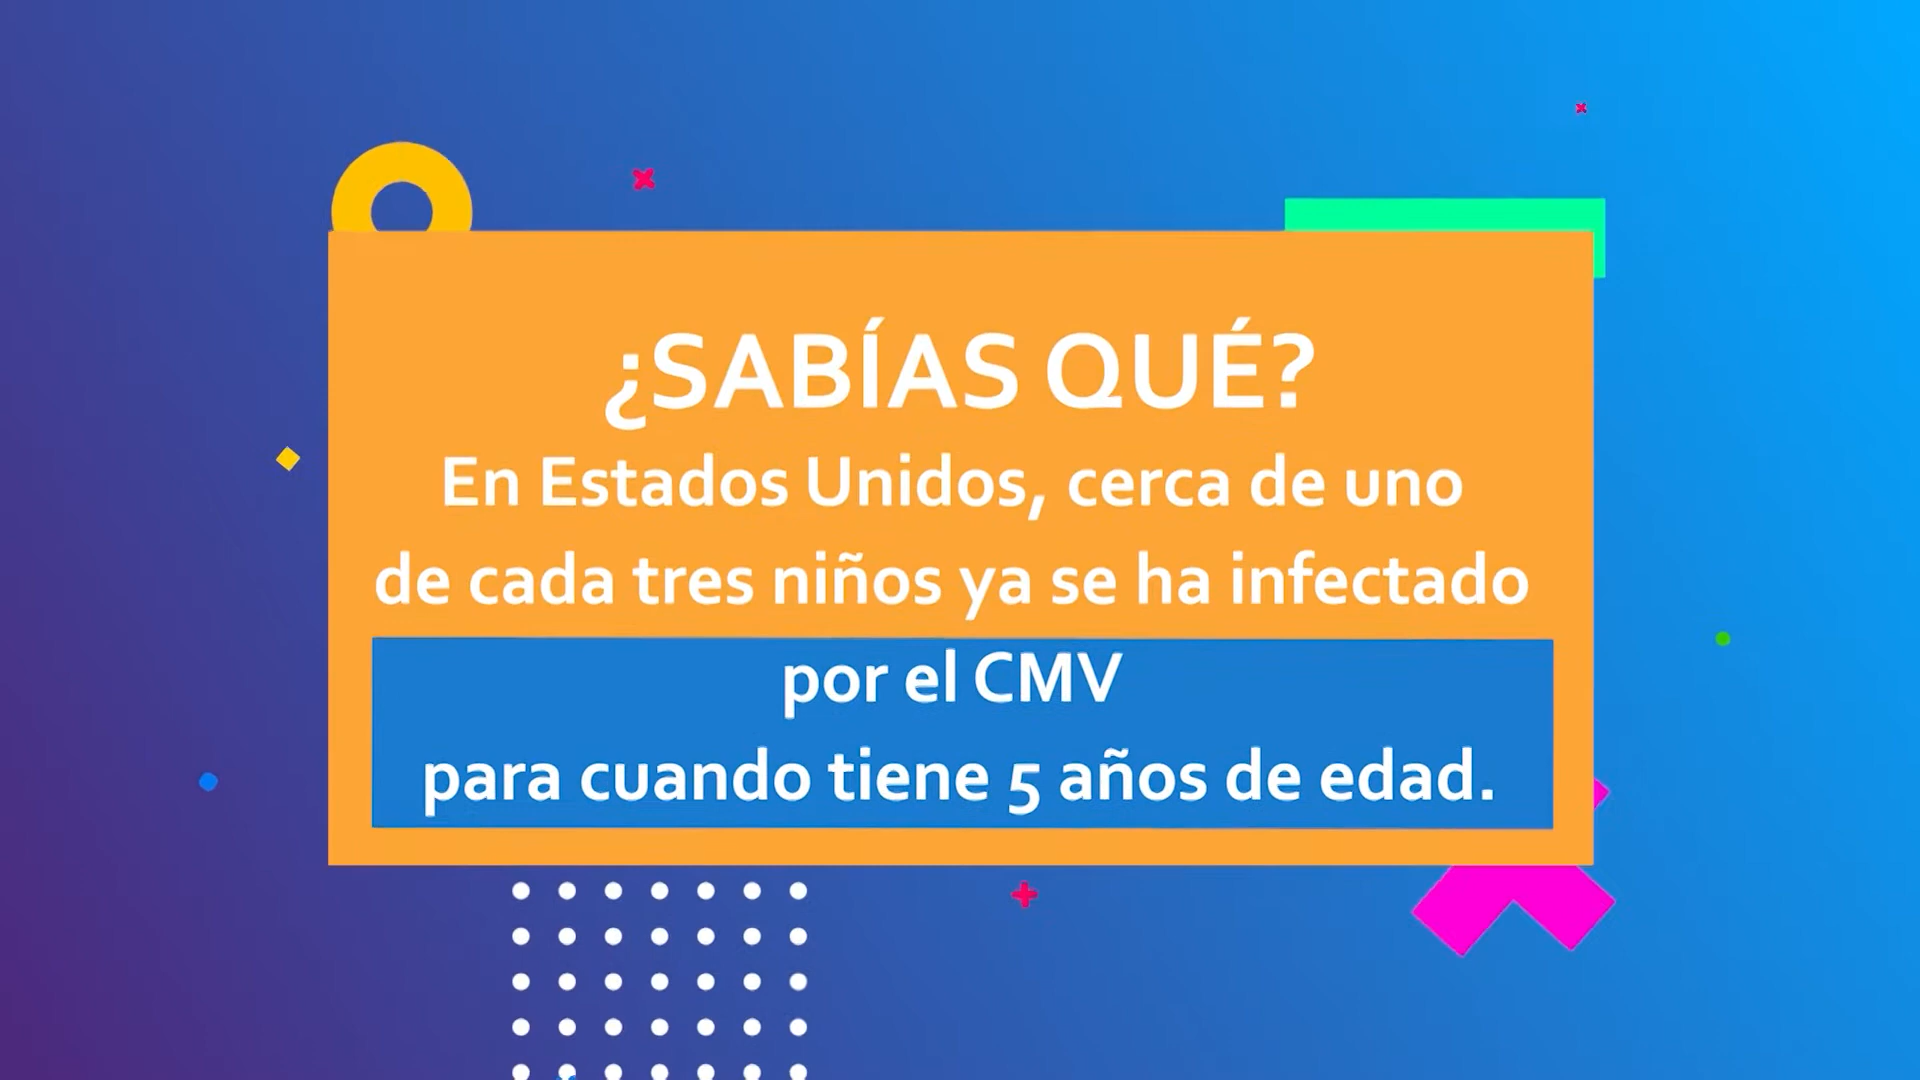 ¿SABÍAS QUÉ?
En Estados Unidos, cerca de uno
de cada tres niños ya se ha infectado
por el CMV
para cuando tiene 5 años de edad.